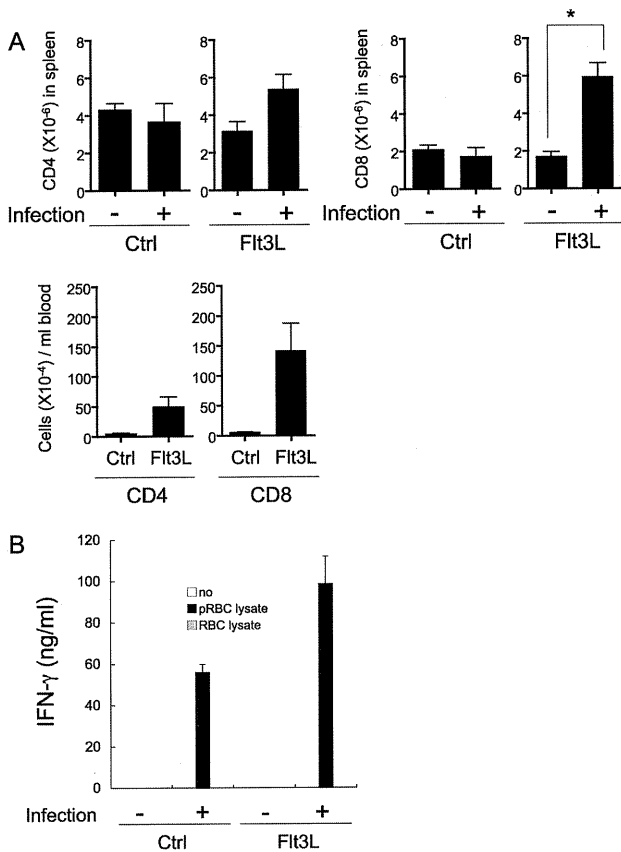 A
CD4 (X10-6) in spleen
8
6
4
2
0
8
6
4
2
0
Infection - + - +
Ctrl Flt3L
CD8 (X10-6) in spleen
8
6
4
2
0
8
6
4
2
0
*
Infection - + - +
Ctrl Flt3L
Cells (X10-4) / ml blood
250
200
150
100
50
0
250
200
150
100
50
0
Ctrl Flt3L Ctrl Flt3L
CD4 CD8
B
IFN-γ (ng/ml)
120
100
80
60
40
20
0
no
pRBC lysate
RBC lysate
Infection - + - +
Ctrl Flt3L